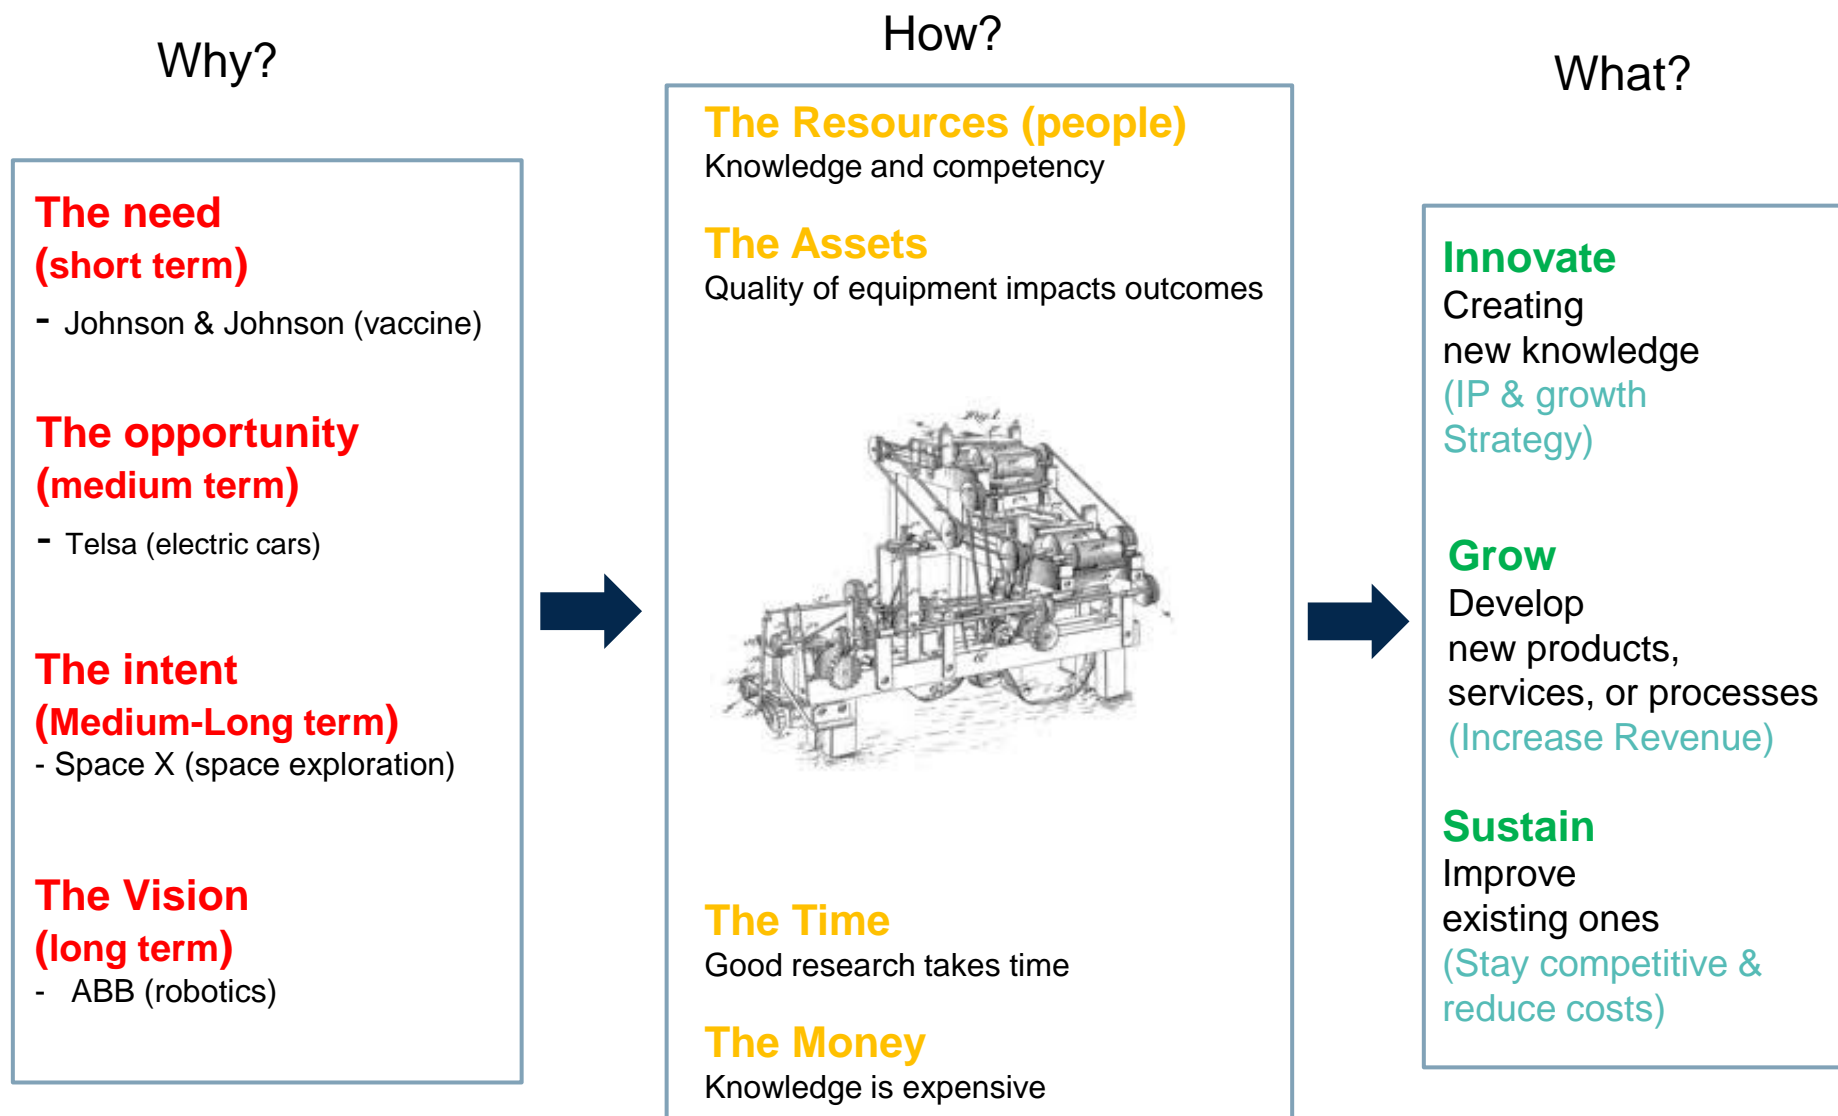 Why?
The need
(short term)
- Johnson & Johnson (vaccine)
The opportunity
(medium term)
- Telsa (electric cars)
The intent
(Medium-Long term)
- Space X (space exploration)
The Vision
(long term)
- ABB (robotics)
How?
The Resources (people)
Knowledge and competency
The Assets
Quality of equipment impacts outcomes
Fig. 1.
The Time
Good research takes time
The Money
Knowledge is expensive
What?
Innovate
Creating
new knowledge
(IP & growth
Strategy)
Grow
Develop
new products,
services, or processes
(Increase Revenue)
Sustain
Improve
existing ones
(Stay competitive &
reduce costs)